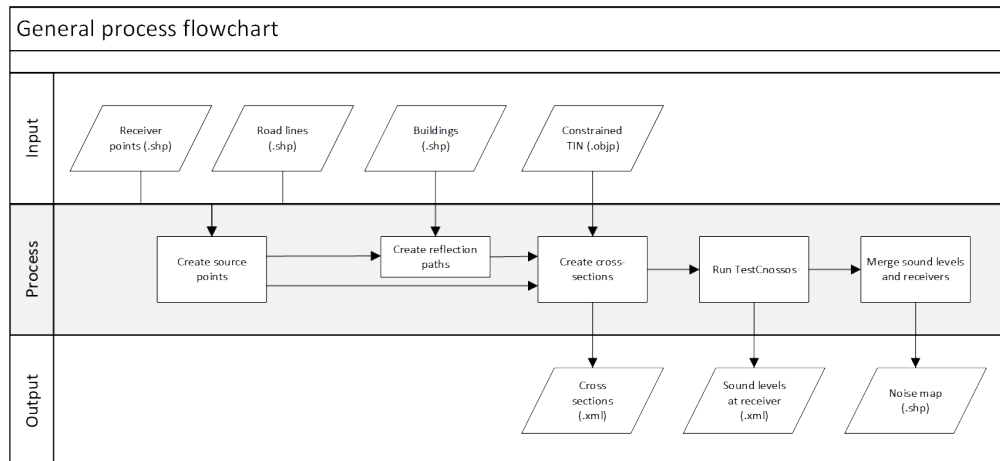 General process flowchart
Input
Receiver
points (.shp)
Road lines
(.shp)
Buildings
(.shp)
Constrained
TIN (.objp)
Process
Create source
points
Create reflection
paths
Create cross-
sections
Run TestCnossos
Merge sound levels
and receivers
Output
Cross
sections
(.xml)
Sound levels
at receiver
(.xml)
Noise map
(.shp)